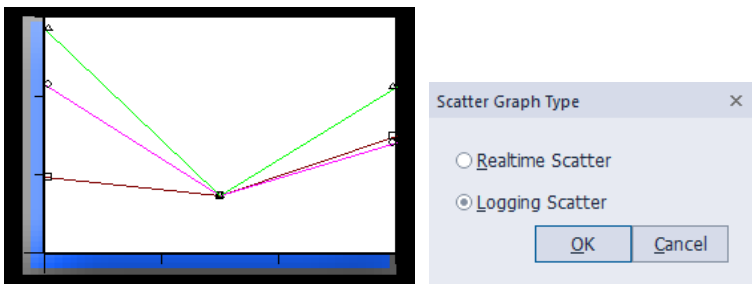 Scatter Graph Type
Realtime Scatter
Logging Scatter
OK Cancel